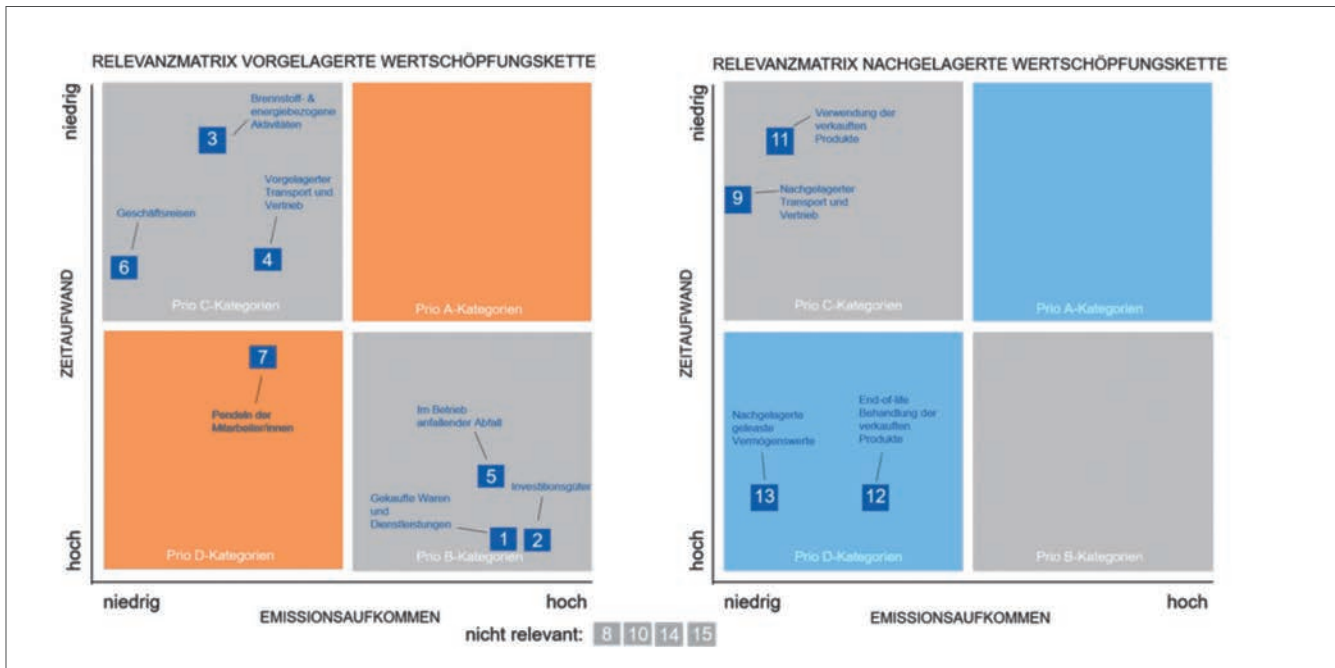 RELEVANZMATRIX VORGELAGERTE WERTSCHÖPFUNGSKETTE
niedrig
ZEITAUFWAND
hoch
Brennstoff- &
energiebezogene
Aktivitäten
3
Vorgelagerter
Transport und
Vertrieb
4
Geschäftsreisen
6
Prio C-Kategorien
Prio A-Kategorien
7
Pendeln der
Mitarbeiter/innen
Prio D-Kategorien
Im Betrieb
anfallender Abfall
5
Investitionsgüter
2
Gekaufte Waren
und
Dienstleistungen
1
Prio B-Kategorien
niedrig
hoch
EMISSIONSAUFKOMMEN
RELEVANZMATRIX NACHGELAGERTE WERTSCHÖPFUNGSKETTE
niedrig
ZEITAUFWAND
hoch
11
Verwendung der
verkauften
Produkte
9
Nachgelagerter
Transport und
Vertrieb
Prio C-Kategorien
Prio A-Kategorien
Nachgelagerte
geleaste
Vermögenswerte
13
End-of-life
Behandlung der
verkauften
Produkte
12
Prio D-Kategorien
Prio B-Kategorien
niedrig
hoch
EMISSIONSAUFKOMMEN
nicht relevant: 8 10 14 15